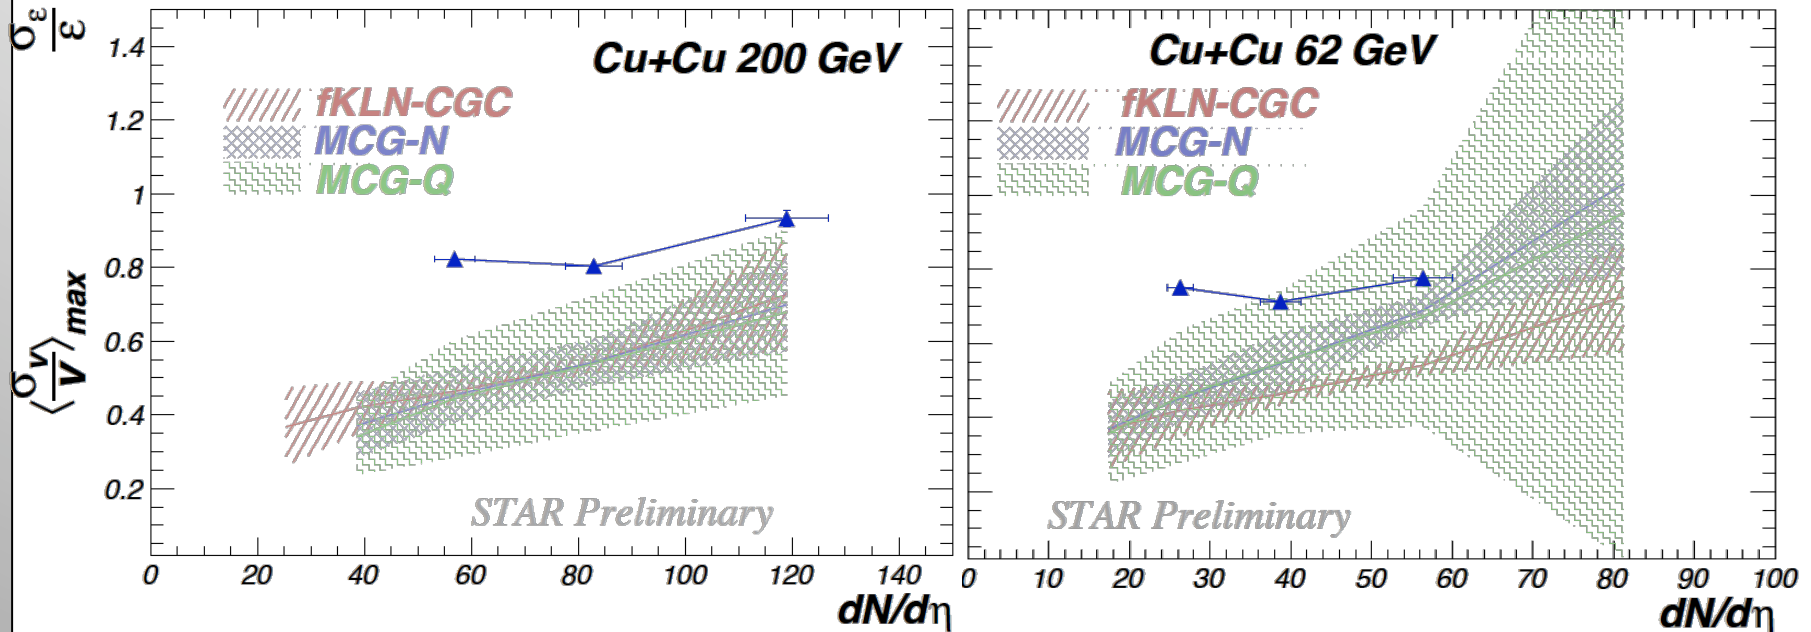 σε
ε
⟨σv
v⟩max
1.4
1.2
1
0.8
0.6
0.4
0.2
Cu+Cu 200 GeV
fKLN-CGC
MCG-N
MCG-Q
STAR Preliminary
0 20 40 60 80 100 120 140
dN/dη
Cu+Cu 62 GeV
fKLN-CGC
MCG-N
MCG-Q
STAR Preliminary
0 10 20 30 40 50 60 70 80 90 100
dN/dη